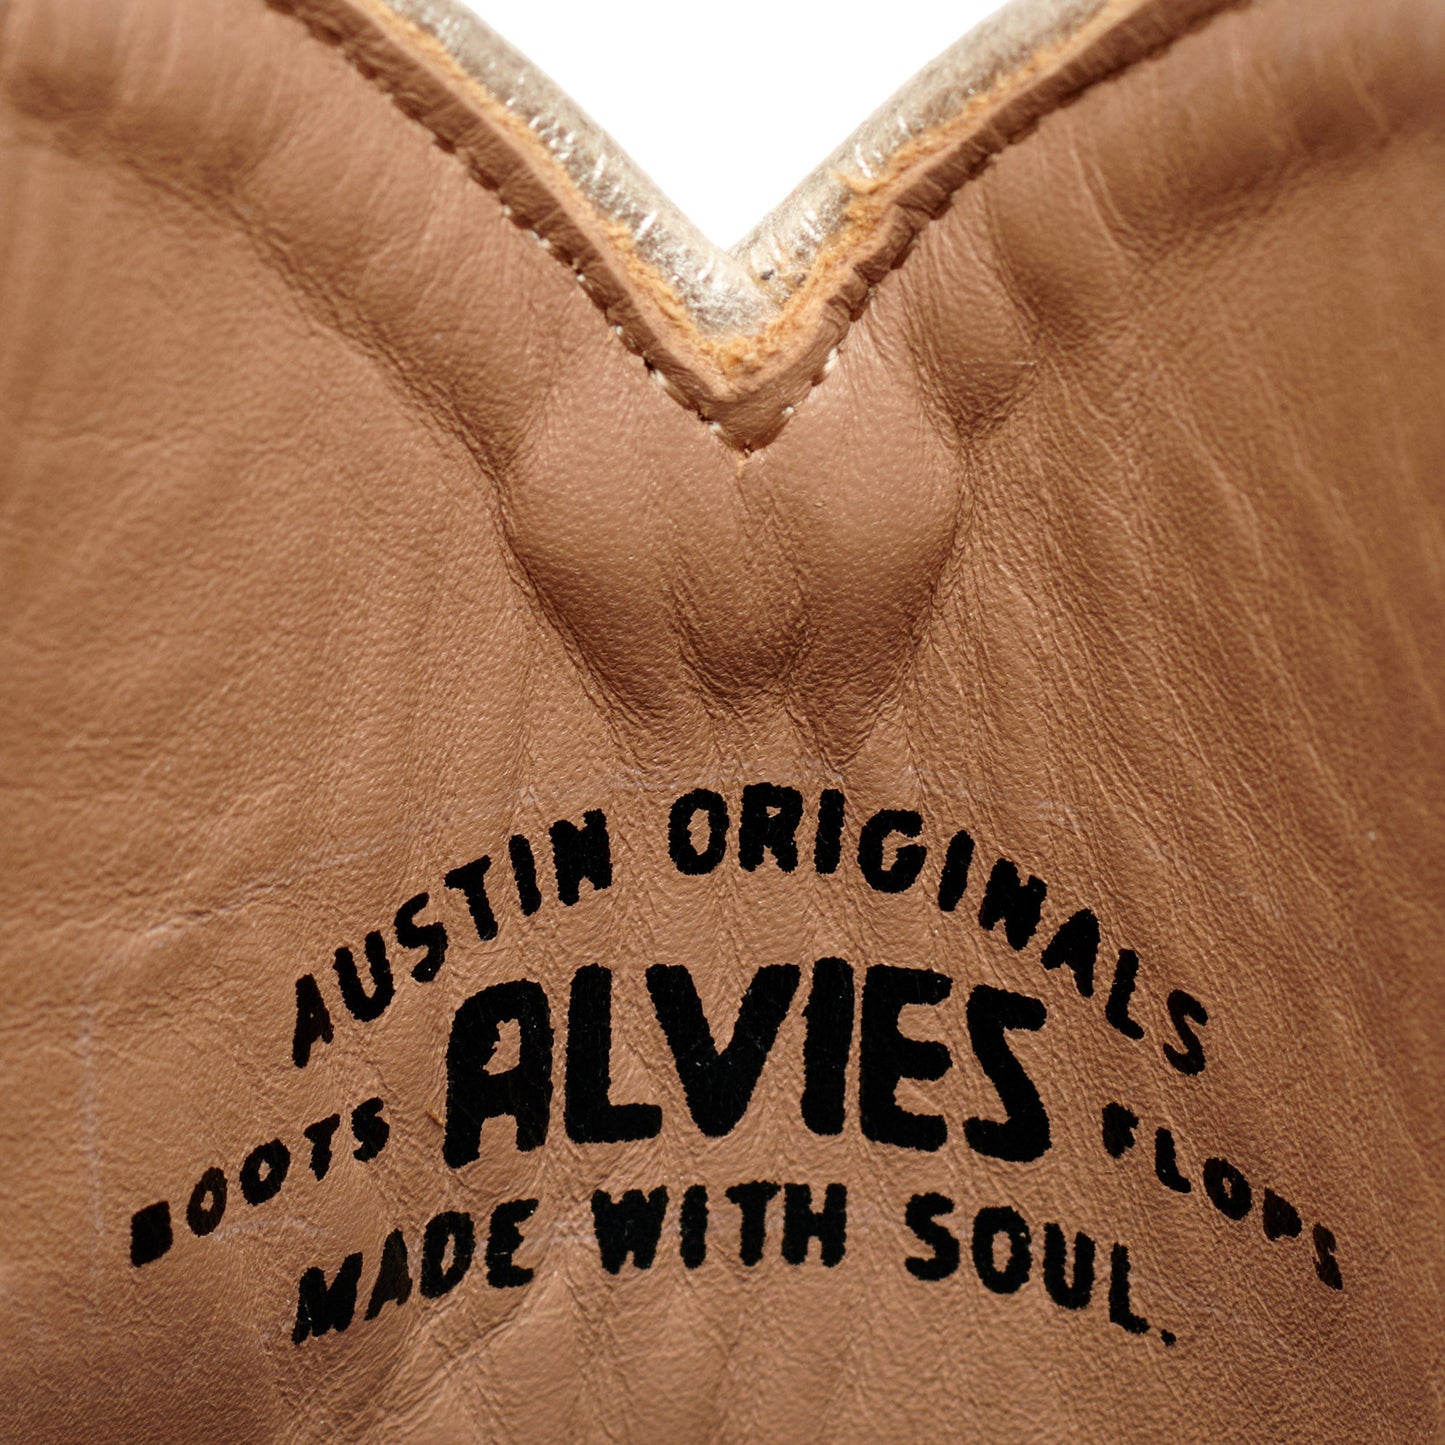 AUSTIN ORIGINALS
BOOTS ALVIES FLOPS
MADE WITH SOUL.